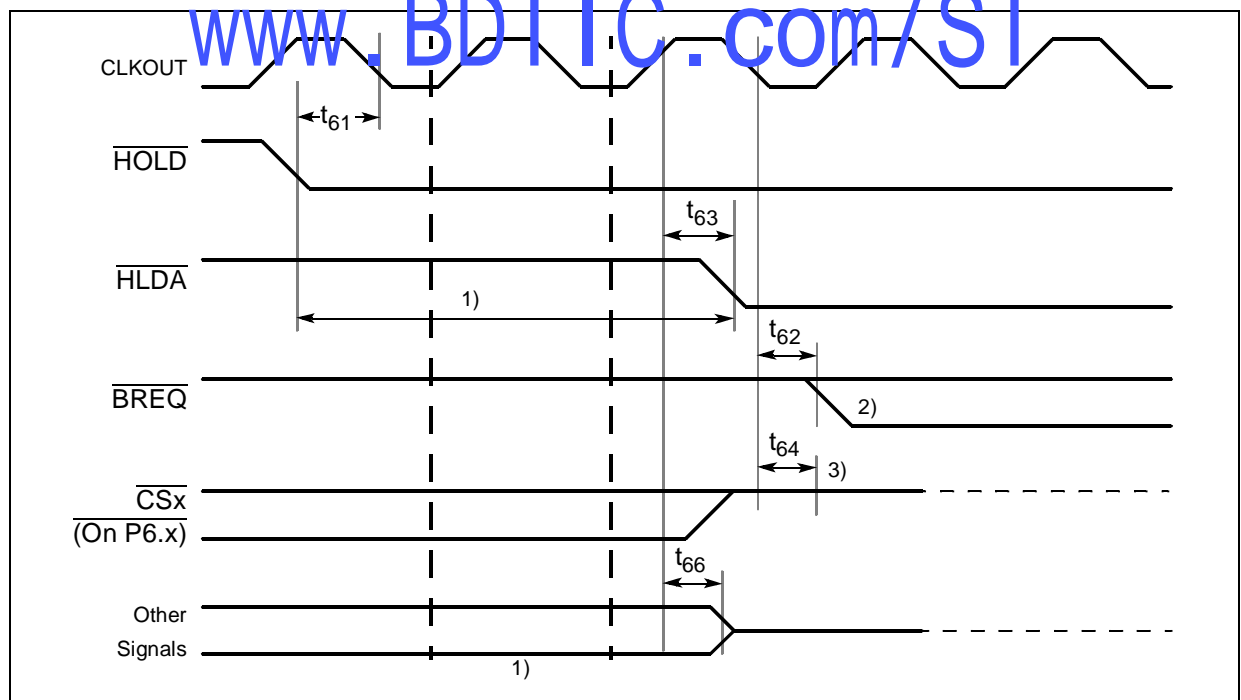 www.BDTIC.com/ST
CLKOUT
t61
HOLD
t63
HLDA
1)
t62
BREQ
2)
t64
3)
CSx
(On P6.x)
t66
Other
Signals
1)